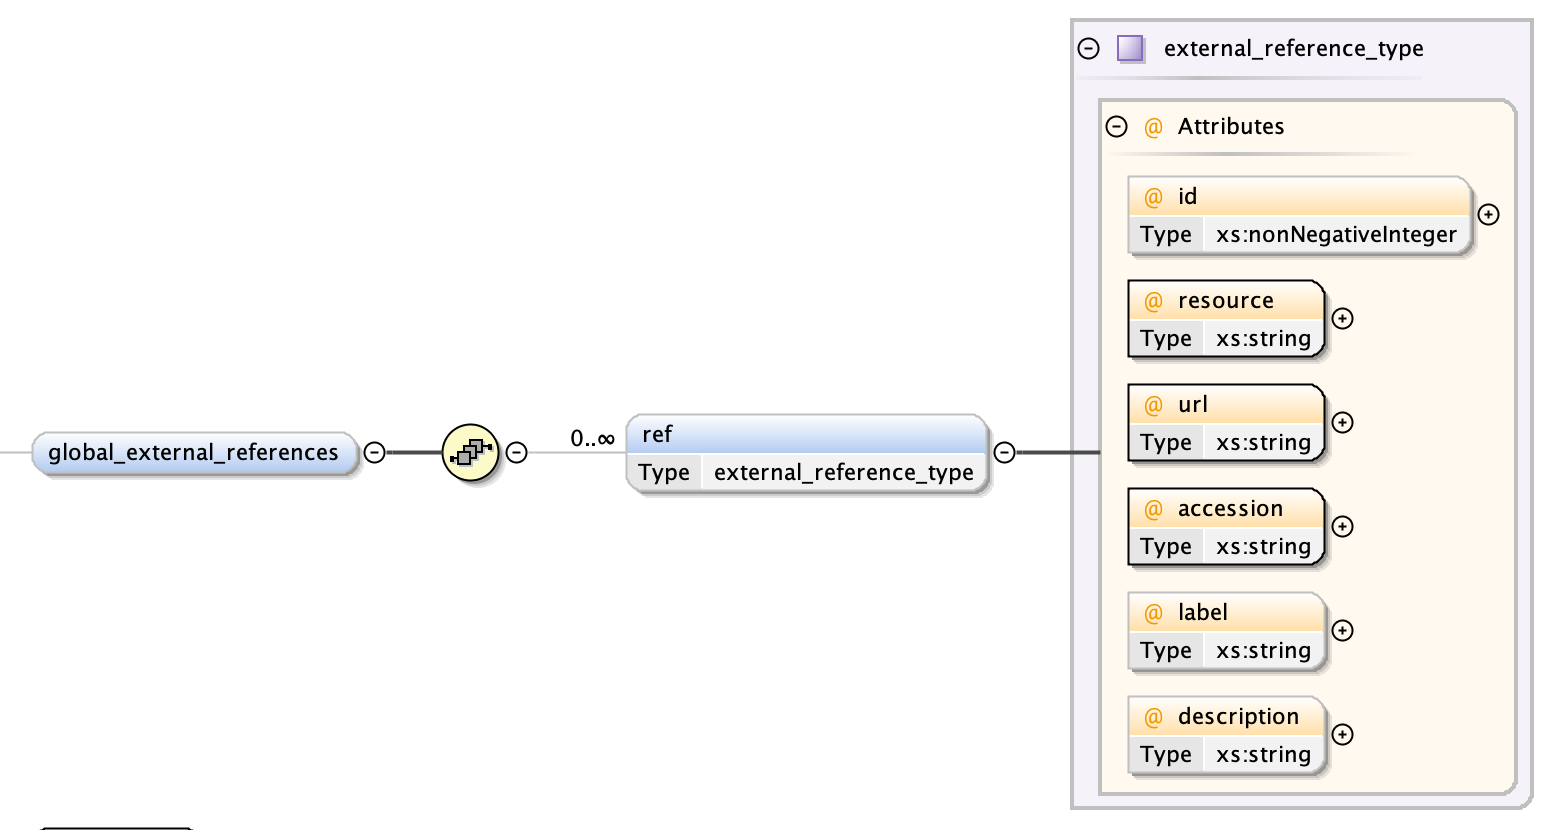 external_reference_type
@ Attributes
@ id
Type xs:nonNegativeInteger
@ resource
Type xs:string
@ url
Type xs:string
@ accession
Type xs:string
@ label
Type xs:string
@ description
Type xs:string
global_external_references
0..∞
ref
Type external_reference_type